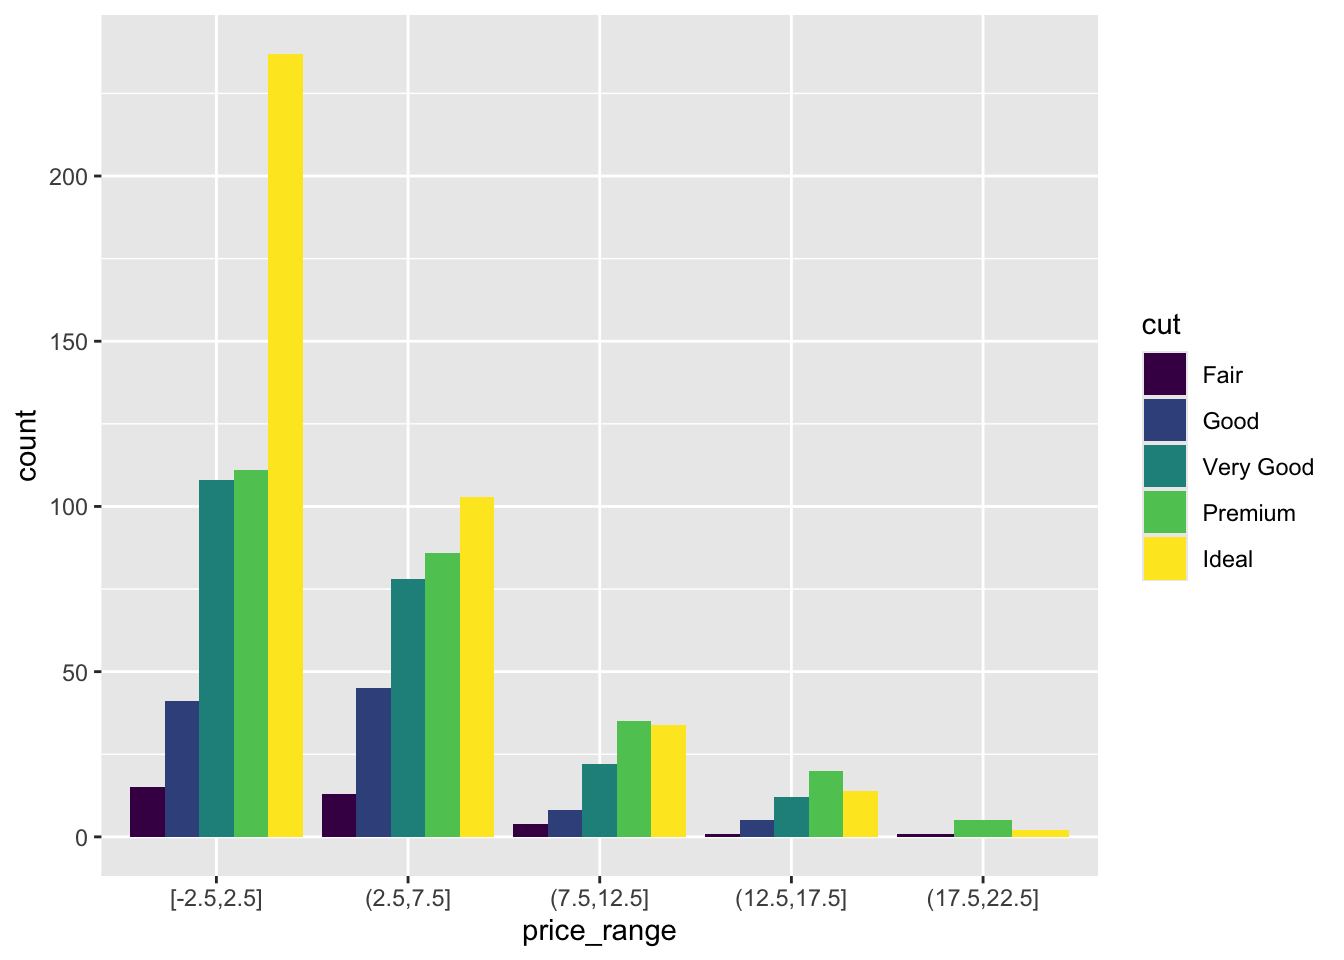 200
150
100
50
0
count
[-2.5,2.5]
(2.5,7.5]
(7.5,12.5]
(12.5,17.5]
(17.5,22.5]
price_range
cut
Fair
Good
Very Good
Premium
Ideal